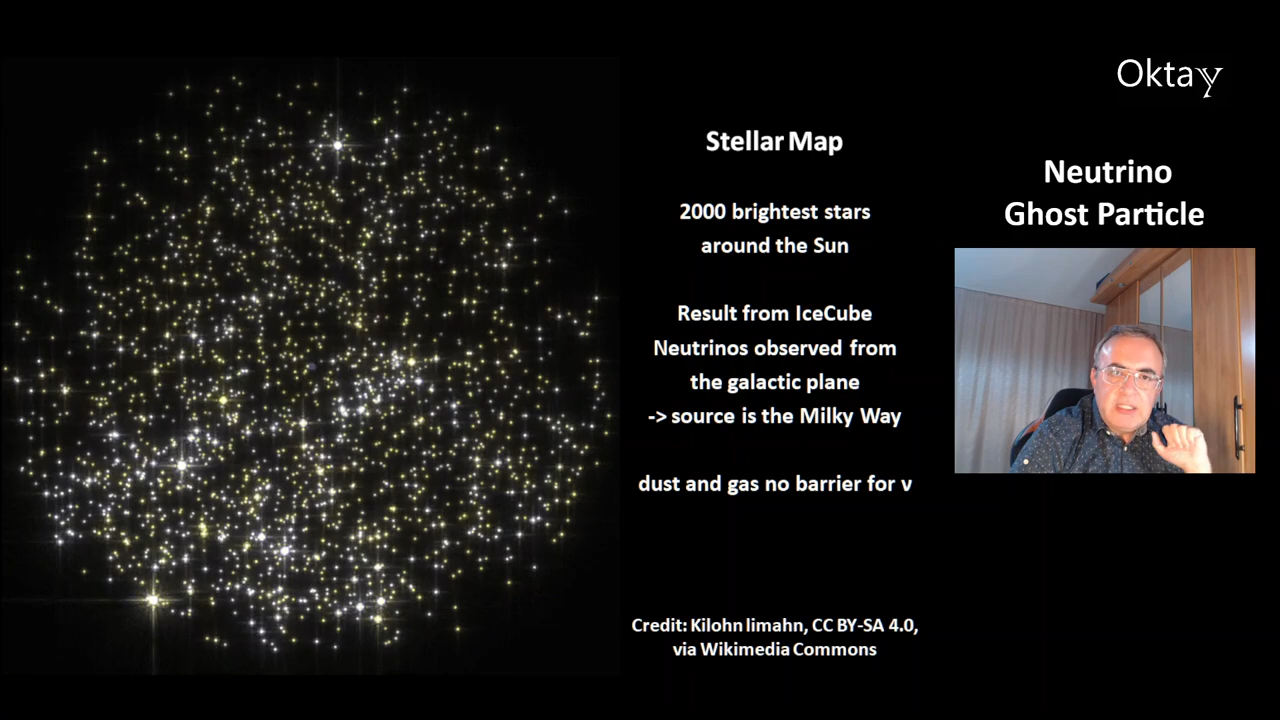 Oktay
Stellar Map
2000 brightest stars
around the Sun
Result from IceCube
Neutrinos observed from
the galactic plane
-> source is the Milky Way
dust and gas no barrier for ν
Credit: Kilohn limahn, CC BY-SA 4.0,
via Wikimedia Commons
Neutrino
Ghost Particle